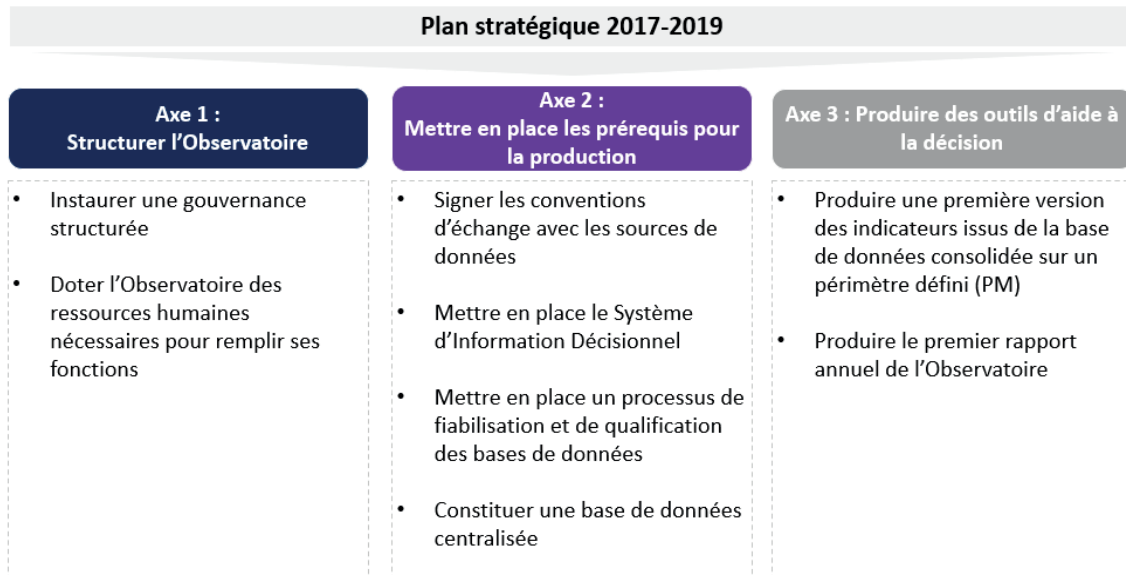 Plan stratégique 2017-2019
Axe 1 :
Structurer l’Observatoire
• Instaurer une gouvernance
structurée
• Doter l’Observatoire des
ressources humaines
nécessaires pour remplir ses
fonctions
Axe 2 :
Mettre en place les prérequis pour
la production
• Signer les conventions
d’échange avec les sources de
données
• Mettre en place le Système
d’Information Décisionnel
• Mettre en place un processus de
fiabilisation et de qualification
des bases de données
• Constituer une base de données
centralisée
Axe 3 : Produire des outils d’aide à
la décision
• Produire une première version
des indicateurs issus de la base
de données consolidée sur un
périmètre défini (PM)
• Produire le premier rapport
annuel de l’Observatoire